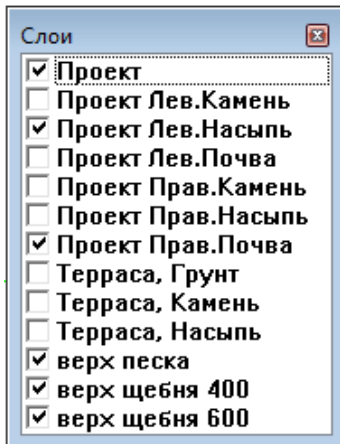 Слои
Проект
Проект Лев.Камень
Проект Лев.Насыпь
Проект Лев.Почва
Проект Прав.Камень
Проект Прав.Насыпь
Проект Прав.Почва
Терраса, Грунт
Терраса, Камень
Терраса, Насыпь
верх песка
верх щебня 400
верх щебня 600